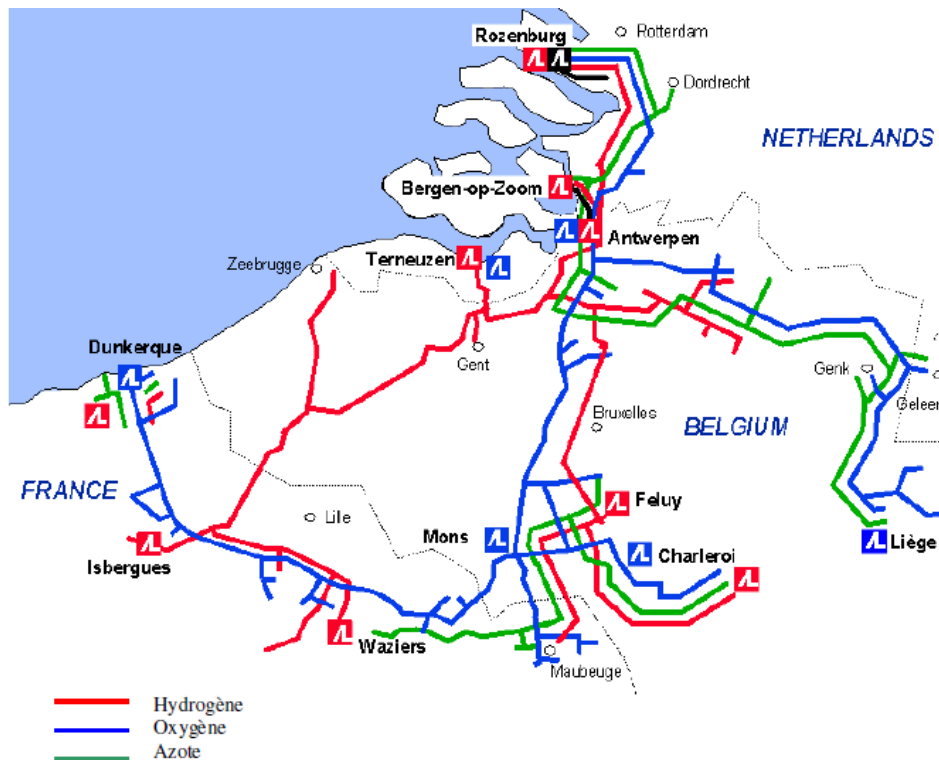 Rozenburg
Rotterdam
Dordrecht
NETHERLANDS
Bergen-op-Zoom
Antwerpen
Terneuzen
Zeebrugge
Dunkerque
Gent
Genk
Geleen
Bruxelles
BELGIUM
FRANCE
Lille
Mons
Feluy
Charleroi
Liège
Isbergues
Waziers
Maubeuge
Hydrogène
Oxygène
Azote